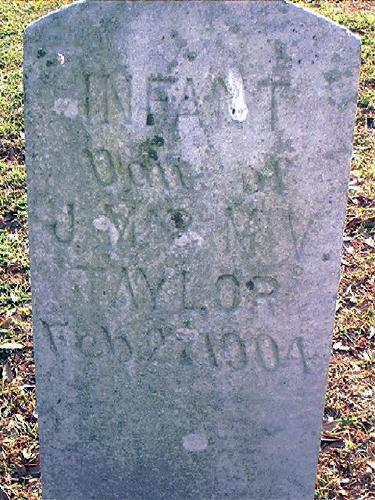 INFANT
Dau. of
J. W. & M. V.
TAYLOR
Feb. 27, 1904